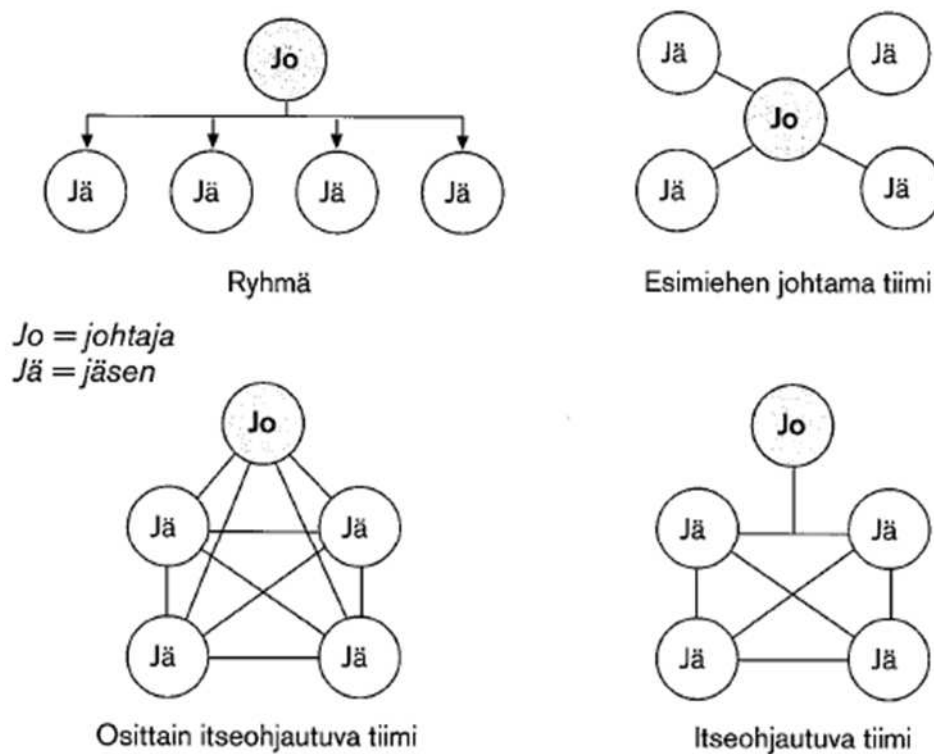 Jo
Jä Jä Jä Jä
Ryhmä
Jä Jä
Jo
Jä Jä
Esimiehen johtama tiimi
Jo = johtaja
Jä = jäsen
Jo
Jä Jä
Jä Jä
Osittain itseohjautuva tiimi
Jo
Jä Jä
Jä Jä
Itseohjautuva tiimi